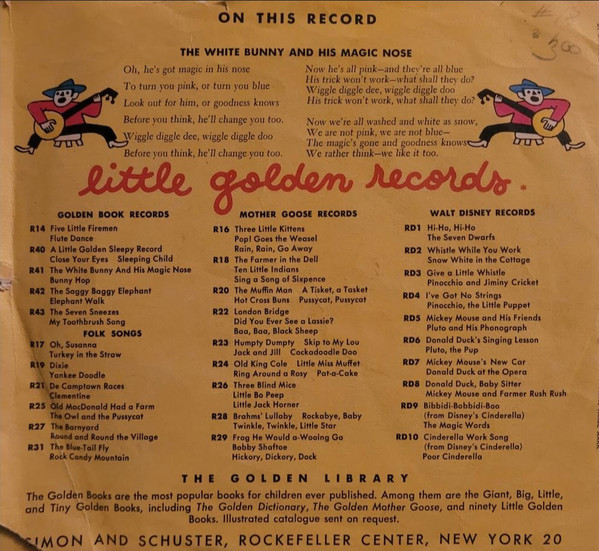 ON THIS RECORD
THE WHITE BUNNY AND HIS MAGIC NOSE
Oh, he's got magic in his nose
To turn you pink, or turn you blue
Look out for him, or goodness knows
Before you think, he'll change you too.
Wiggle diggle dee, wiggle diggle doo
Before you think, he'll change you too.
Now he's all pink—and they're all blue
His trick won't work—what shall they do?
Wiggle diggle dee, wiggle diggle doo
His trick won't work, what shall they do?
Now we're all washed and white as snow,
We are not pink, we are not blue—
The magic's gone and goodness knows
We rather think—we like it too.
little golden records.
GOLDEN BOOK RECORDS
R14 Five Little Firemen
Flute Dance
R40 A Little Golden Sleepy Record
Close Your Eyes Sleeping Child
R41 The White Bunny And His Magic Nose
Bunny Hop
R42 The Saggy Baggy Elephant
Elephant Walk
R43 The Seven Sneezes
My Toothbrush Song
FOLK SONGS
R17 Oh, Susanna
Turkey in the Straw
R19 Dixie
Yankee Doodle
R21 De Camptown Races
Clementine
R25 Old MacDonald Had a Farm
The Owl and the Pussycat
R27 The Barnyard
Round and Round the Village
R31 The Blue-Tail Fly
Rock Candy Mountain
MOTHER GOOSE RECORDS
R16 Three Little Kittens
Pop! Goes the Weasel
Rain, Rain, Go Away
R18 The Farmer in the Dell
Ten Little Indians
Sing a Song of Sixpence
R20 The Muffin Man A Tisket, a Tasket
Hot Cross Buns Pussycat, Pussycat
R22 London Bridge
Did You Ever See a Lassie?
Baa, Baa, Black Sheep
R23 Humpty Dumpty Skip to My Lou
Jack and Jill Cockadoodle Doo
R24 Old King Cole Little Miss Muffet
Ring Around a Rosy Pat-a-Cake
R26 Three Blind Mice
Little Bo Peep
Little Jack Horner
R28 Brahms' Lullaby Rockabye, Baby
Twinkle, Twinkle, Little Star
R29 Frog He Would a-Wooing Go
Bobby Shaftoe
Hickory, Dickory, Dock
WALT DISNEY RECORDS
RD1 Hi-Ho, Hi-Ho
The Seven Dwarfs
RD2 Whistle While You Work
Snow White in the Cottage
RD3 Give a Little Whistle
Pinocchio and Jiminy Cricket
RD4 I've Got No Strings
Pinocchio, the Little Puppet
RD5 Mickey Mouse and His Friends
Pluto and His Phonograph
RD6 Donald Duck's Singing Lesson
Pluto, the Pup
RD7 Mickey Mouse's New Car
Donald Duck at the Opera
RD8 Donald Duck, Baby Sitter
Mickey Mouse and Farmer Rush Rush
RD9 Bibbidi-Bobbidi-Boo
(from Disney's Cinderella)
The Magic Words
RD10 Cinderella Work Song
(from Disney's Cinderella)
Poor Cinderella
THE GOLDEN LIBRARY
The Golden Books are the most popular books for children ever published. Among them are the Giant, Big, Little,
and Tiny Golden Books, including The Golden Dictionary, The Golden Mother Goose, and ninety Little Golden
Books. Illustrated catalogue sent on request.
SIMON AND SCHUSTER, ROCKEFELLER CENTER, NEW YORK 20